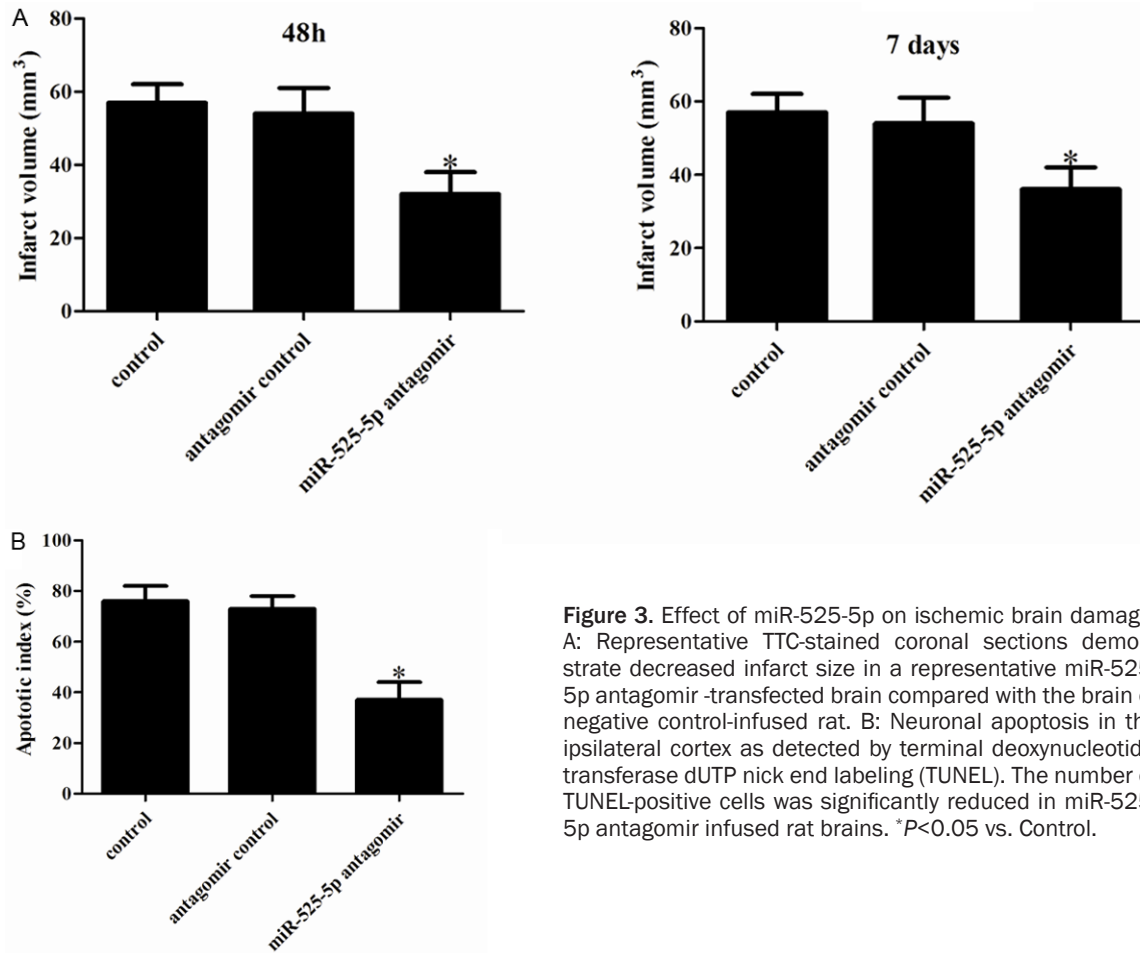 A
48h
Infarct volume (mm3)
80
60
40
20
0
*
control
antagomir control
miR-525-5p antagomir
7 days
Infarct volume (mm3)
80
60
40
20
0
*
control
antagomir control
miR-525-5p antagomir
B
Apoptotic index (%)
100
80
60
40
20
0
*
control
antagomir control
miR-525-5p antagomir
Figure 3. Effect of miR-525-5p on ischemic brain damag
A: Representative TTC-stained coronal sections demo
strate decreased infarct size in a representative miR-525
5p antagomir -transfected brain compared with the brain
negative control-infused rat. B: Neuronal apoptosis in th
ipsilateral cortex as detected by terminal deoxynucleotid
transferase dUTP nick end labeling (TUNEL). The number
TUNEL-positive cells was significantly reduced in miR-525
5p antagomir infused rat brains. *P<0.05 vs. Control.